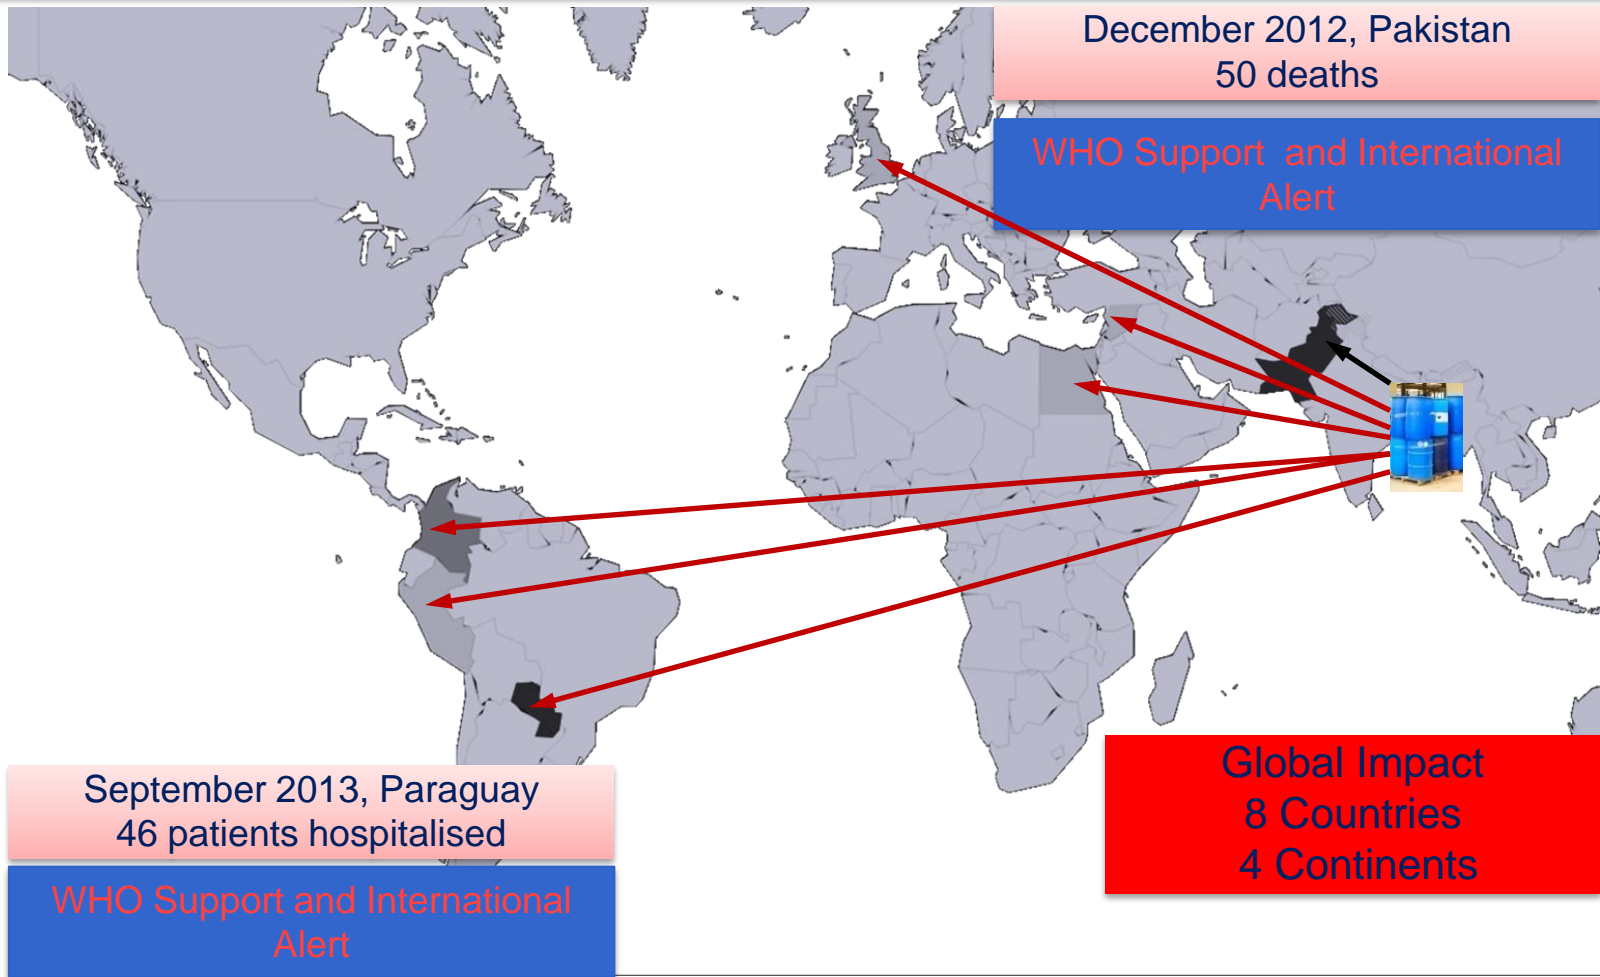 December 2012, Pakistan
50 deaths
WHO Support and International
Alert
September 2013, Paraguay
46 patients hospitalised
WHO Support and International
Alert
Global Impact
8 Countries
4 Continents